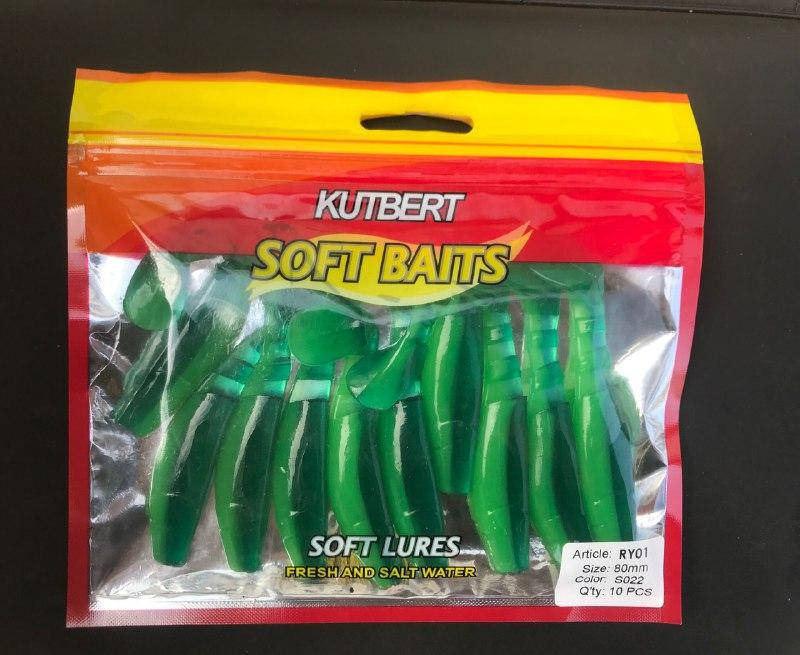 KUTBERT
SOFT BAITS
SOFT LURES
FRESH AND SALT WATER
Article: RY01
Size: 80mm
Color: S022
Q'ty: 10 PCS